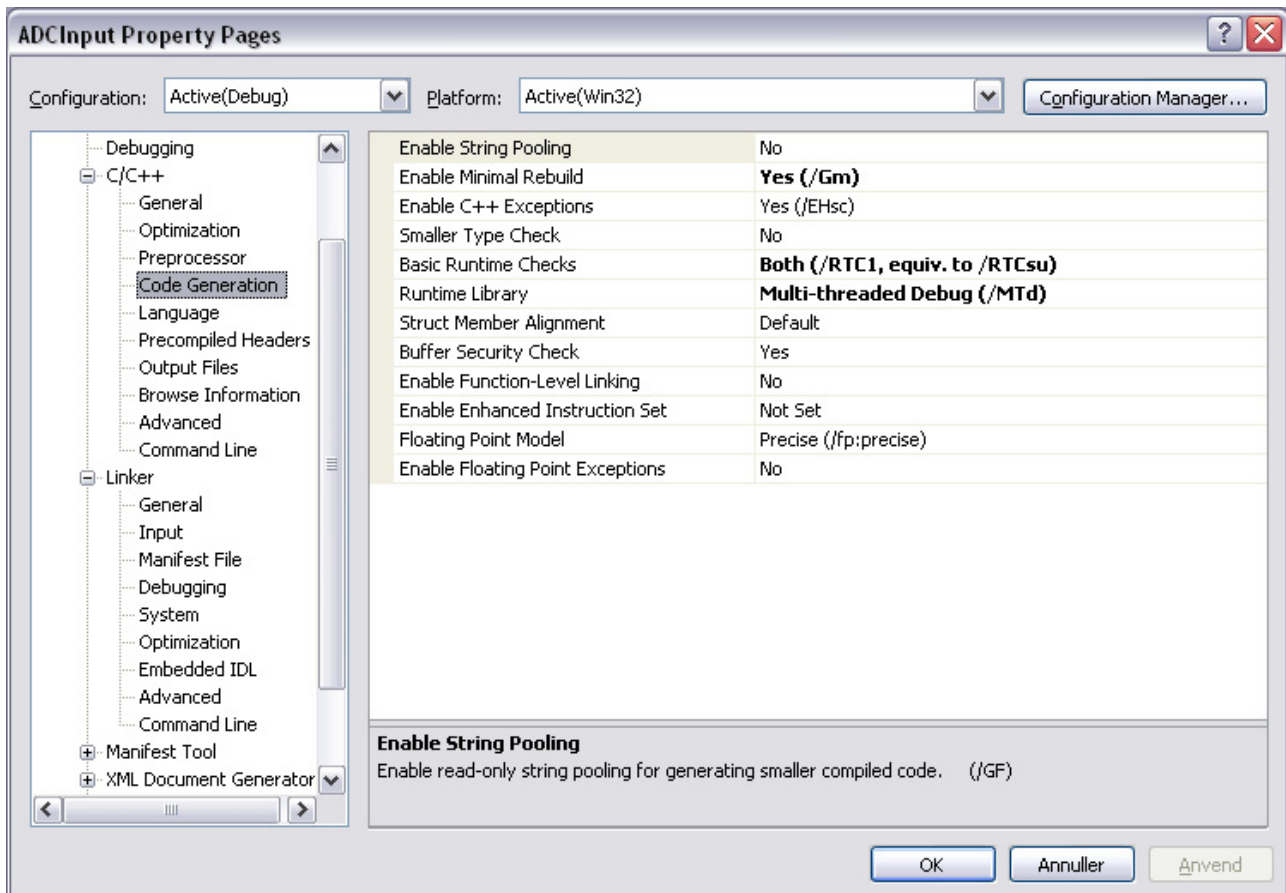 ADCInput Property Pages
Configuration: Active(Debug) Platform: Active(Win32) Configuration Manager...
Debugging
C/C++
General
Optimization
Preprocessor
Code Generation
Language
Precompiled Headers
Output Files
Browse Information
Advanced
Command Line
Linker
General
Input
Manifest File
Debugging
System
Optimization
Embedded IDL
Advanced
Command Line
Manifest Tool
XML Document Generator
Enable String Pooling No
Enable Minimal Rebuild Yes (/Gm)
Enable C++ Exceptions Yes (/EHsc)
Smaller Type Check No
Basic Runtime Checks Both (/RTC1, equiv. to /RTCsu)
Runtime Library Multi-threaded Debug (/MTd)
Struct Member Alignment Default
Buffer Security Check Yes
Enable Function-Level Linking No
Enable Enhanced Instruction Set Not Set
Floating Point Model Precise (/fp:precise)
Enable Floating Point Exceptions No
Enable String Pooling
Enable read-only string pooling for generating smaller compiled code. (/GF)
OK Annuller Anvend